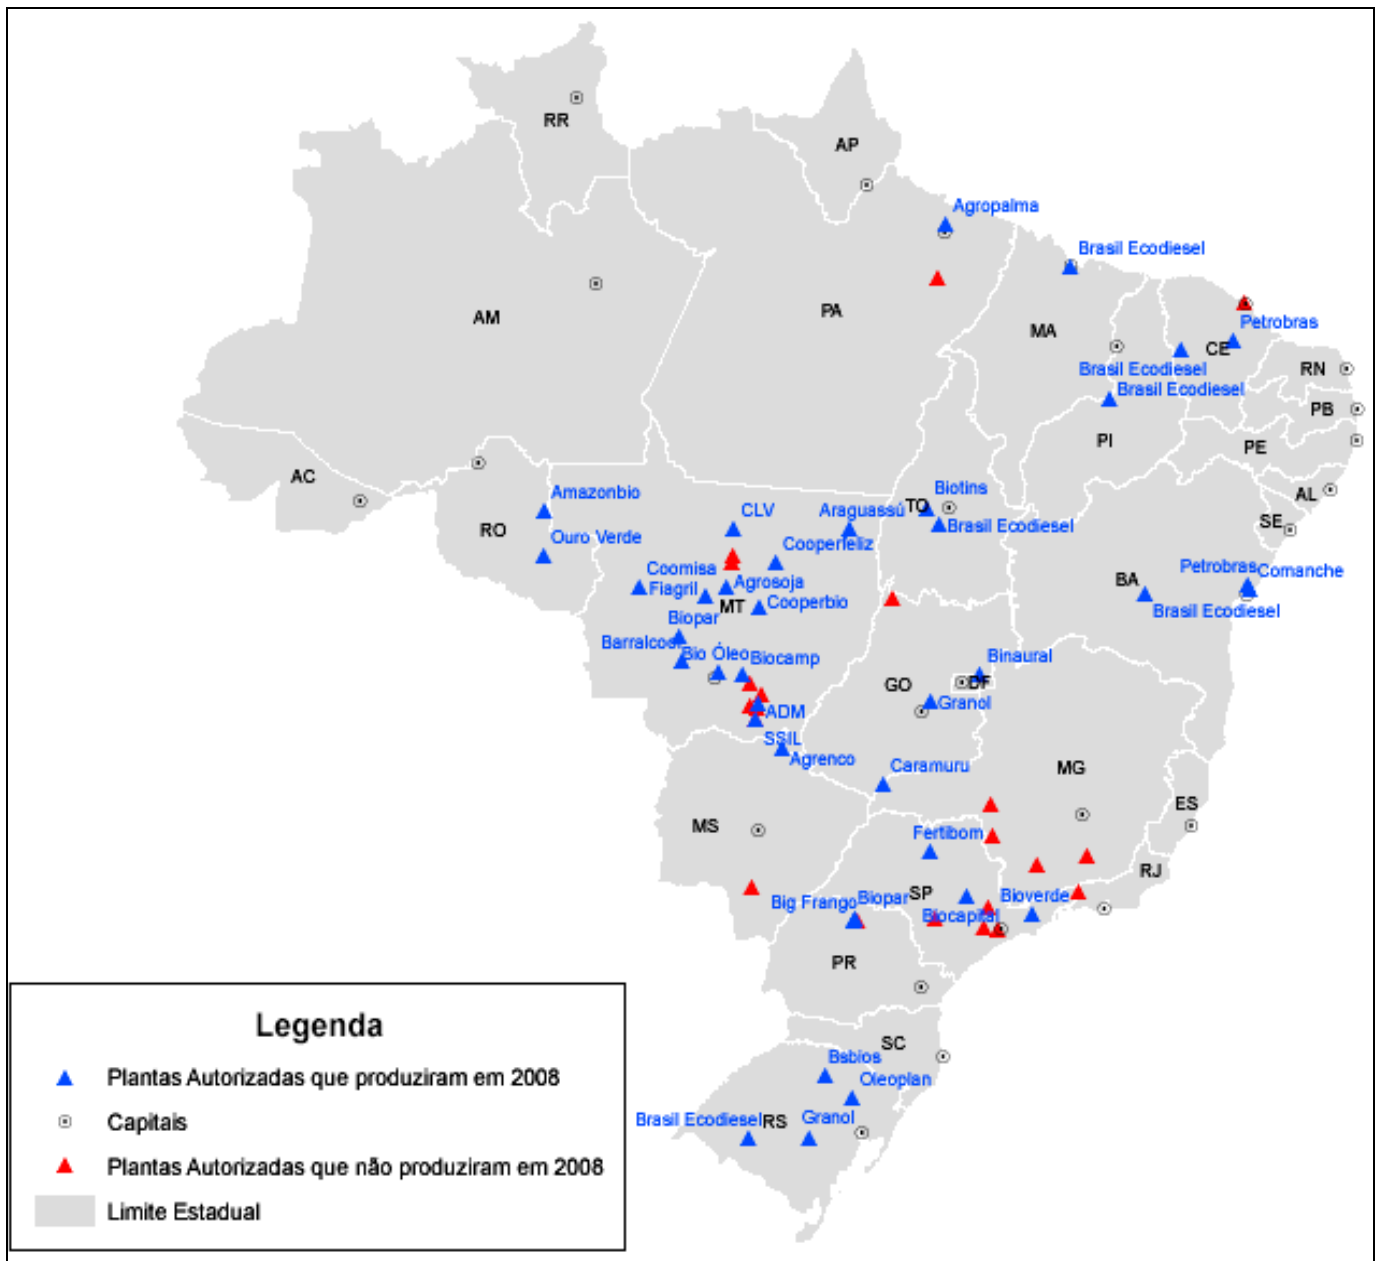 RR
AP
Agropalma
Brasil Ecodiesel
AM
PA
MA
Petrobras
CE
Brasil Ecodiesel
RN
Brasil Ecodiesel
PB
PI
PE
AC
AL
Amazonbio
CLV
Araguassú
TO
Biotins
Brasil Ecodiesel
SE
RO
Ouro Verde
Cooperfeliz
Coomisa
Fiagril
Agrosoja
MT
Cooperbio
BA
Petrobras
Comanche
Brasil Ecodiesel
Biopar
Barralcool
Bio Óleo
Biocamp
Binaural
GO
DF
Granol
ADM
SSIL
Agrenco
Caramuru
MG
ES
MS
Fertibom
RJ
SP
Big Frango
Biopar
Biocapital
Bioverde
PR
SC
Bsbios
Oleoplan
Brasil Ecodiesel
RS
Granol
Legenda
Plantas Autorizadas que produziram em 2008
Capitais
Plantas Autorizadas que não produziram em 2008
Limite Estadual